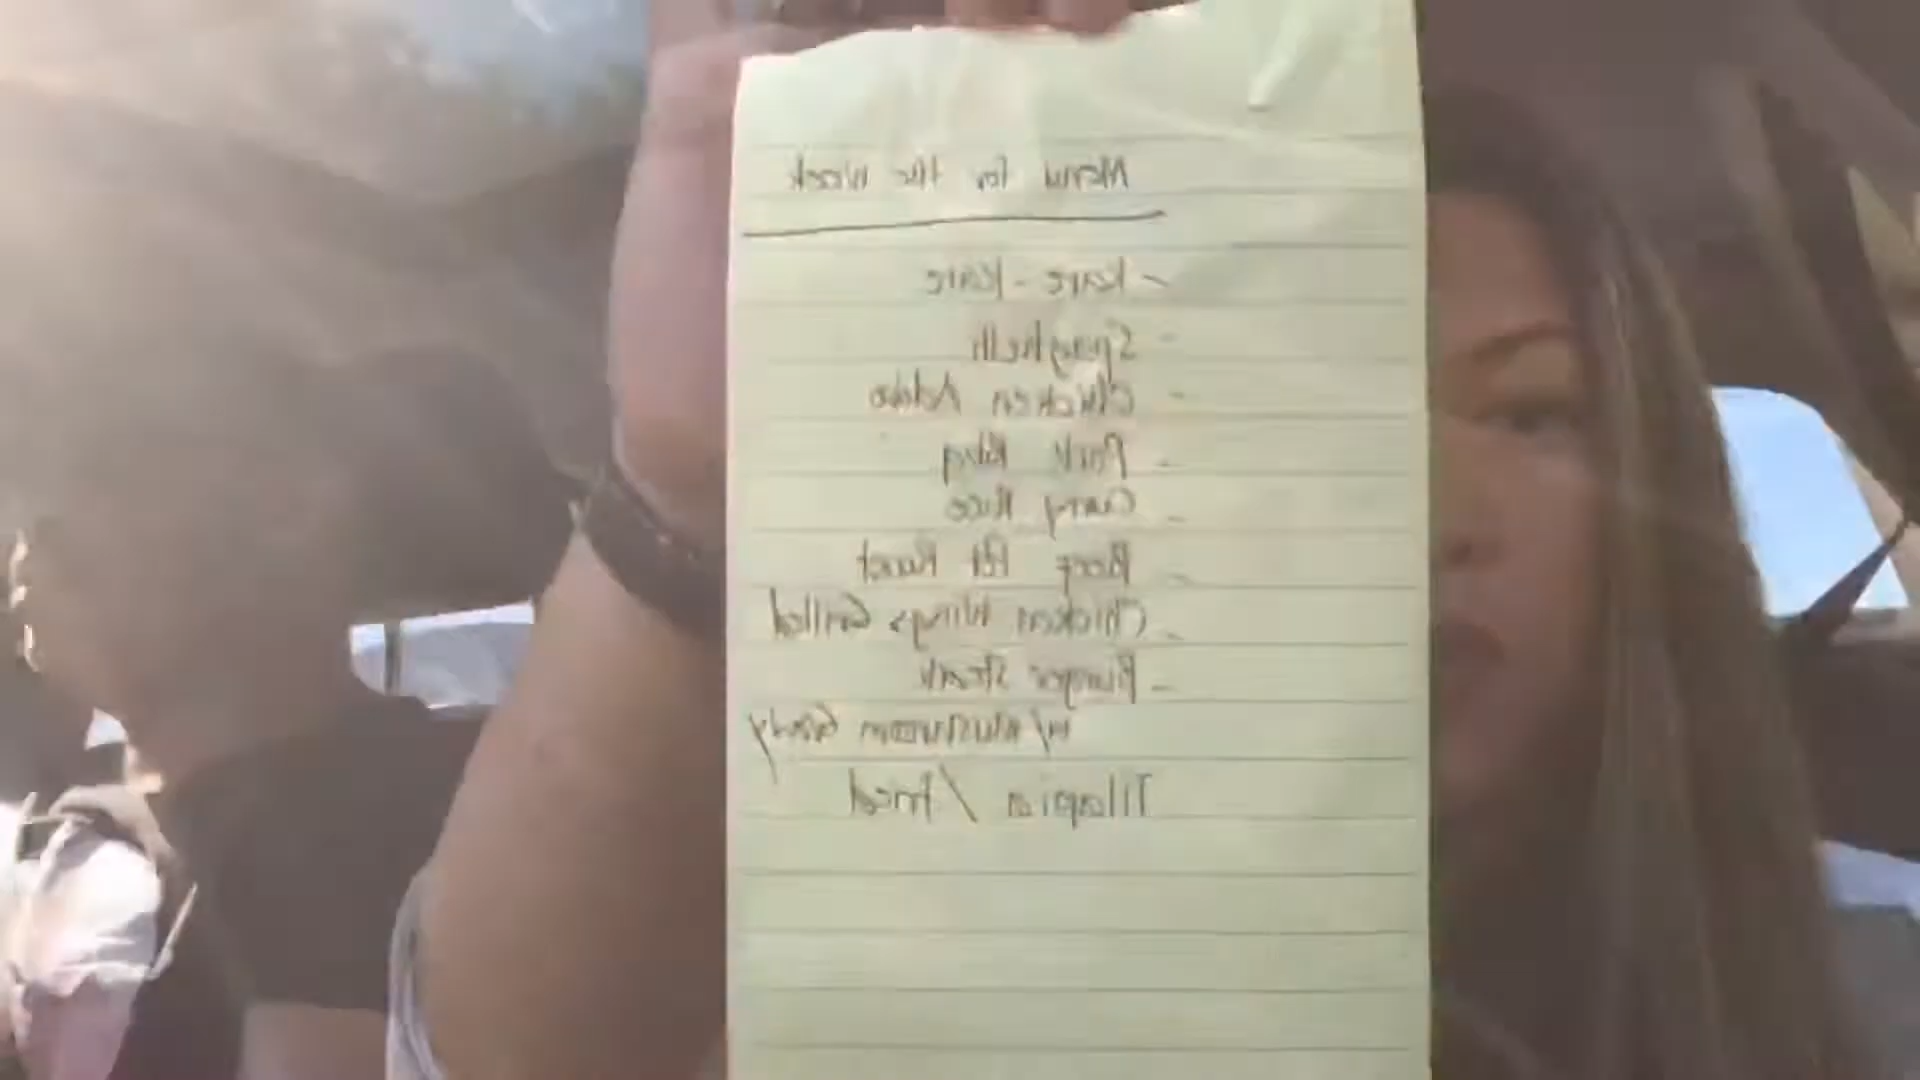 Menu for the Week
- Kare-Kare
- Spaghetti
- Chicken Adobo
- Pork
- Curry Rice
- Beef Pot Roast
- Chicken Wings Grilled
- Burger Steak
w/ Mushroom Gravy
Tilapia / fried